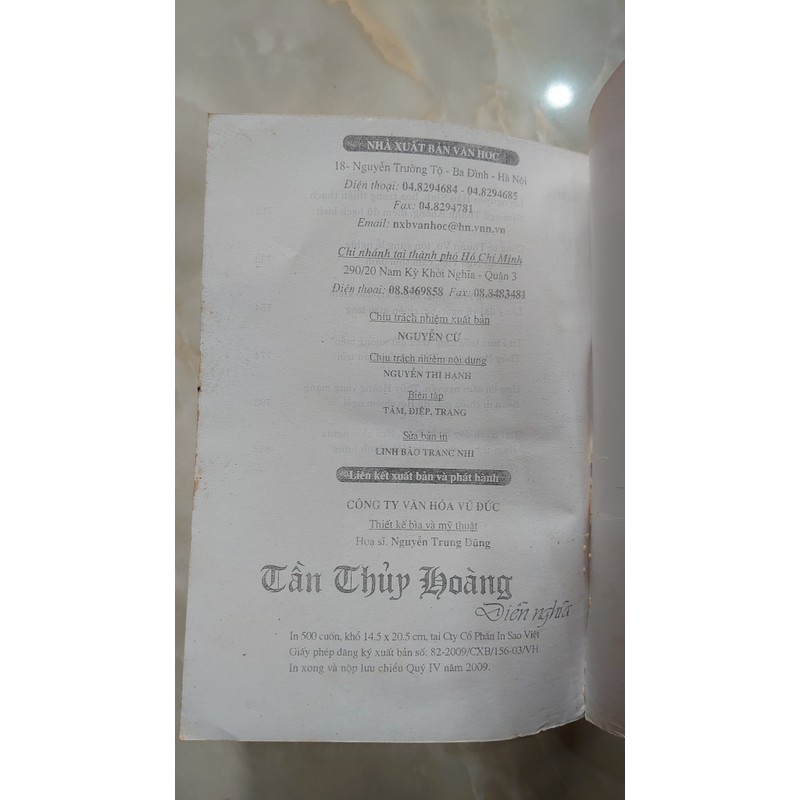 NHÀ XUẤT BẢN VĂN HỌC
18- Nguyễn Trường Tộ - Ba Đình - Hà Nội
Điện thoại: 04.8294684 - 04.8294685
Fax: 04.8294781
Email: nxbvanhoc@hn.vnn.vn
Chi nhánh tại thành phố Hồ Chí Minh
290/20 Nam Kỳ Khởi Nghĩa - Quân 3
Điện thoại: 08.8469858 Fax: 08.8483481
Chịu trách nhiệm xuất bản
NGUYỄN CỪ
Chịu trách nhiệm nội dung
NGUYỄN THỊ HẠNH
Biên tập
TÁM, ĐIỆP, TRANG
Sửa bản in
LINH BẢO TRANG NHI
Liên kết xuất bản và phát hành
CÔNG TY VĂN HÓA VŨ ĐỨC
Thiết kế bìa và mỹ thuật
Họa sĩ. Nguyễn Trung Dũng
Tần Thủy Hoàng
Diễn nghĩa
In 500 cuốn, khổ 14.5 x 20.5 cm, tại Cty Cổ Phần In Sao Việt
Giấy phép đăng ký xuất bản số: 82-2009/CXB/156-03/VH
In xong và nộp lưu chiểu Quý IV năm 2009.